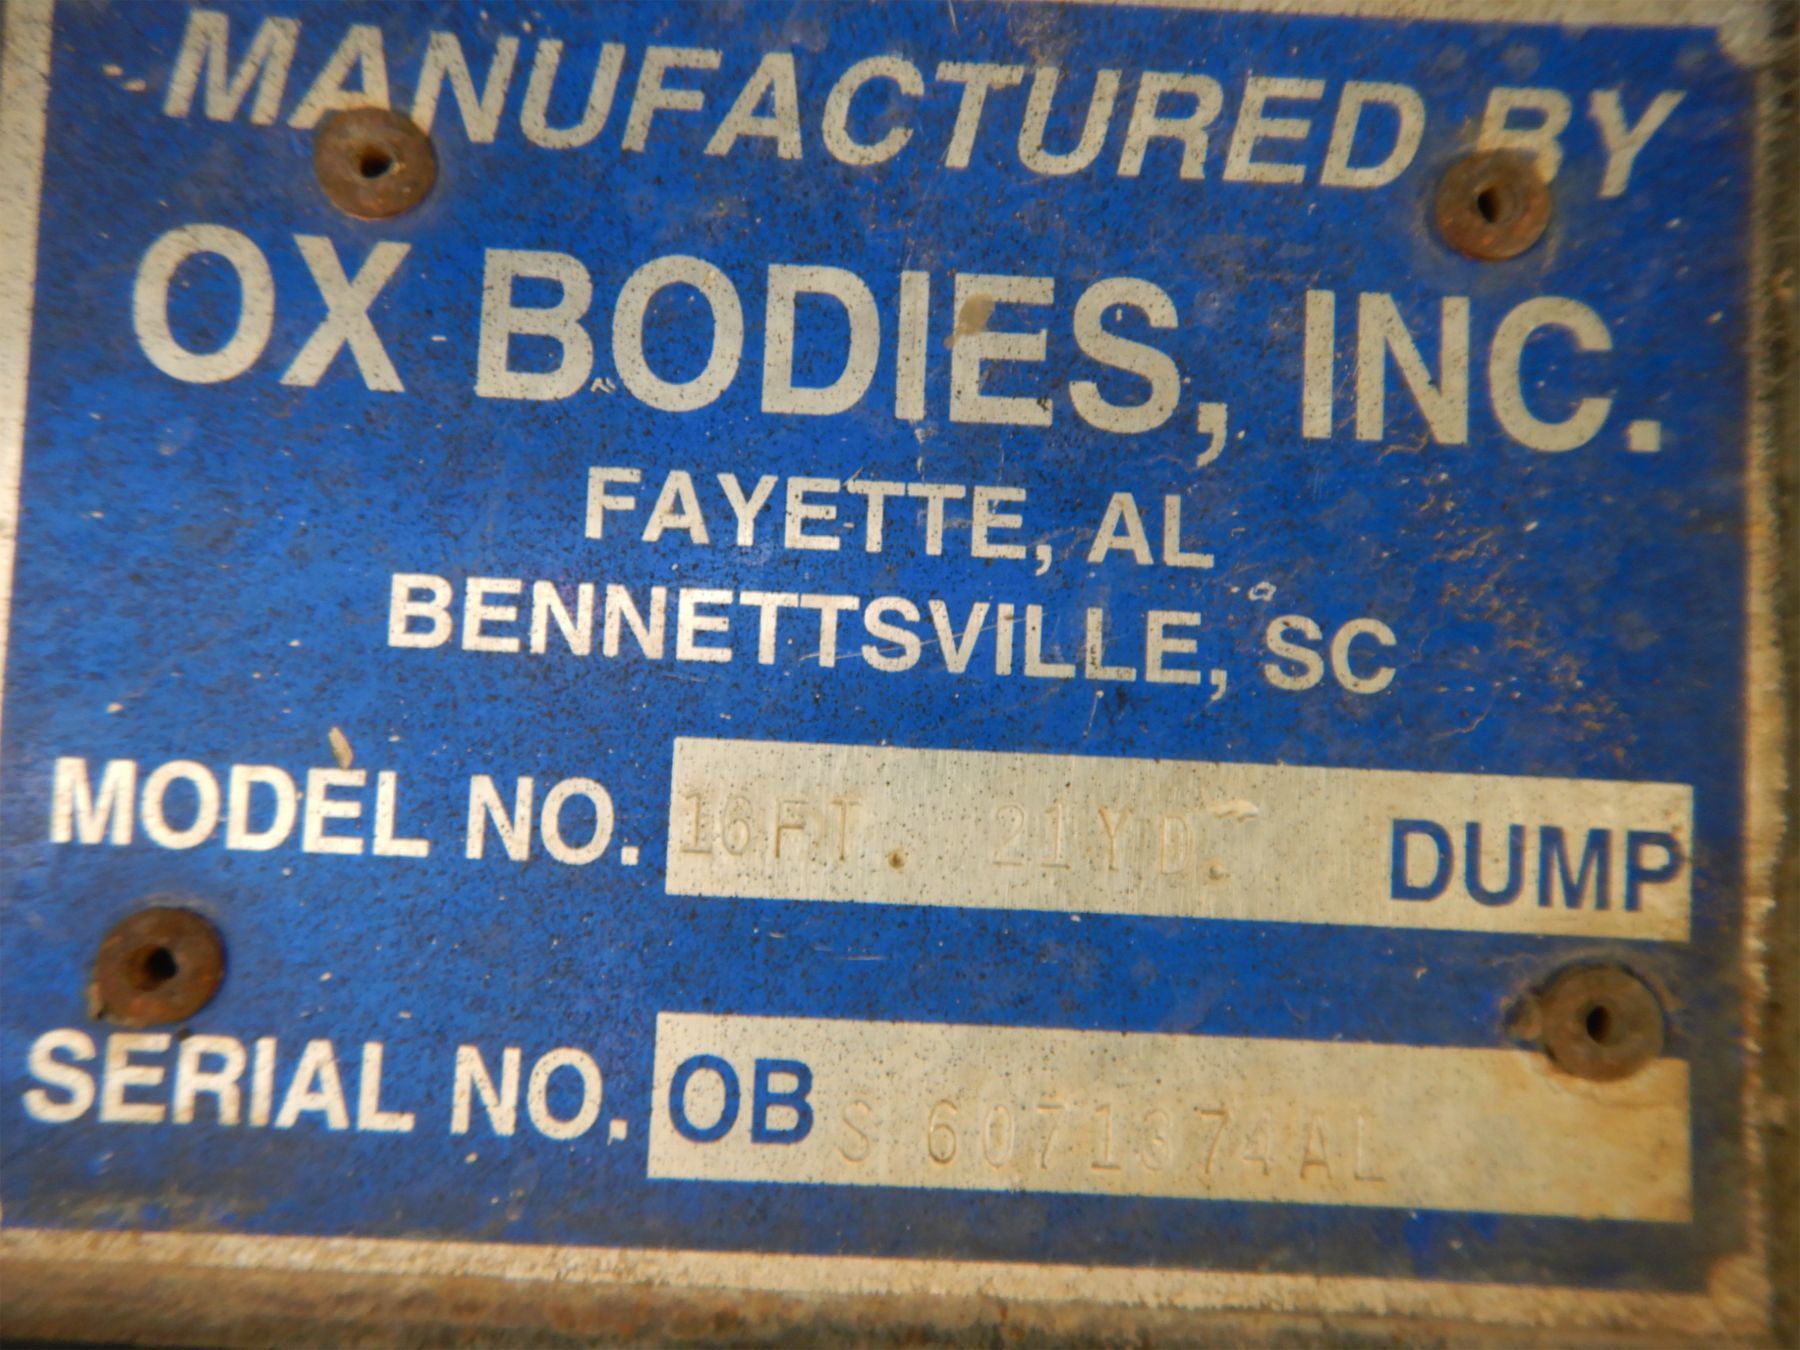 MANUFACTURED BY
OX BODIES, INC.
FAYETTE, AL
BENNETTSVILLE, SC
MODEL NO. 16FT. 21YD. DUMP
SERIAL NO. OB S 6071374AL